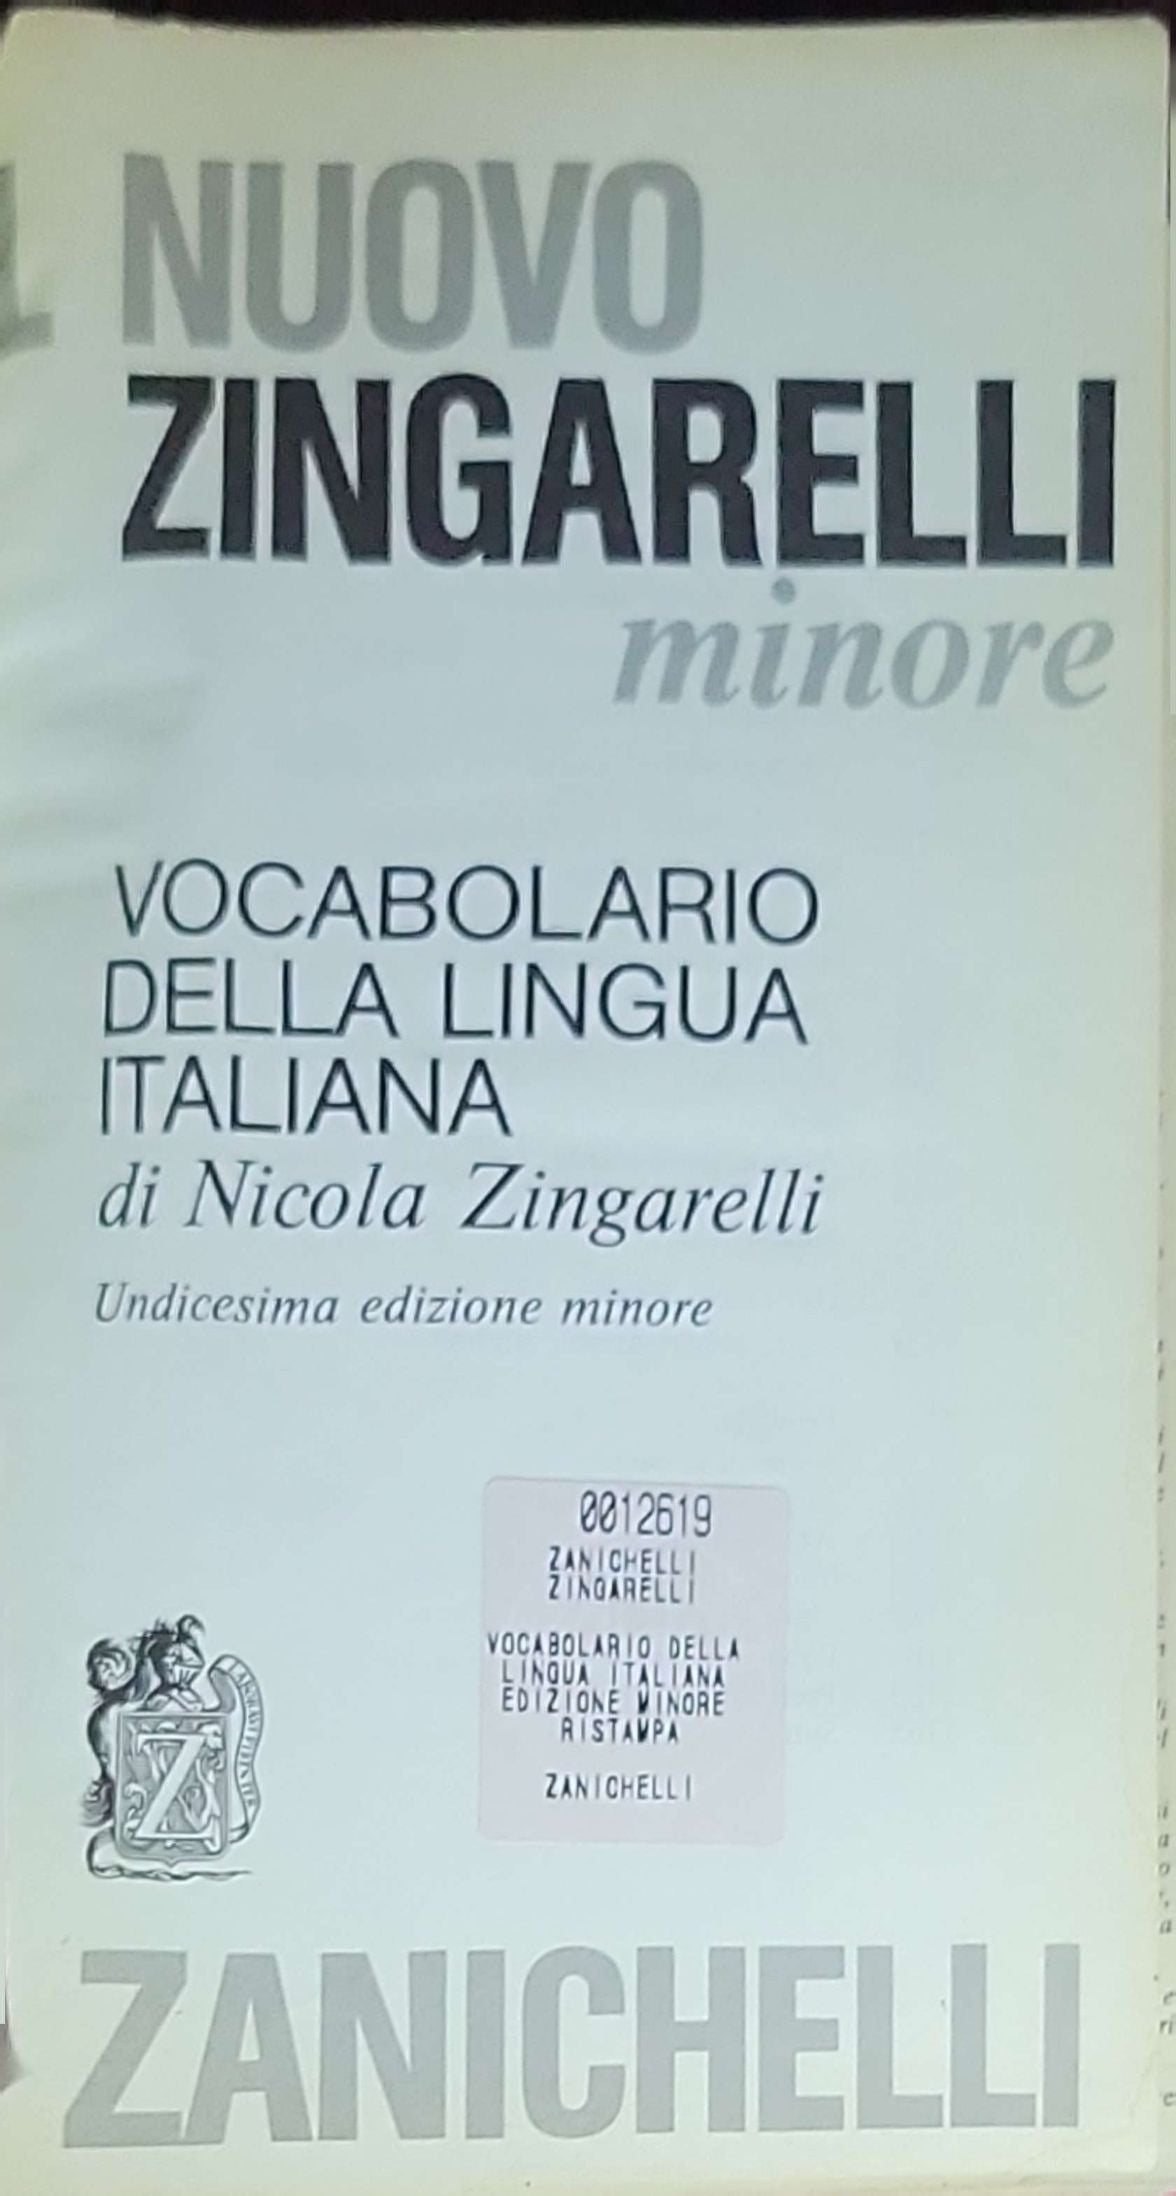 NUOVO
ZINGARELLI
minore
VOCABOLARIO
DELLA LINGUA
ITALIANA
di Nicola Zingarelli
Undicesima edizione minore
0012619
ZANICHELLI
ZINGARELLI
VOCABOLARIO DELLA
LINGUA ITALIANA
EDIZIONE MINORE
RISTAMPA
ZANICHELLI
Z
ZANICHELLI